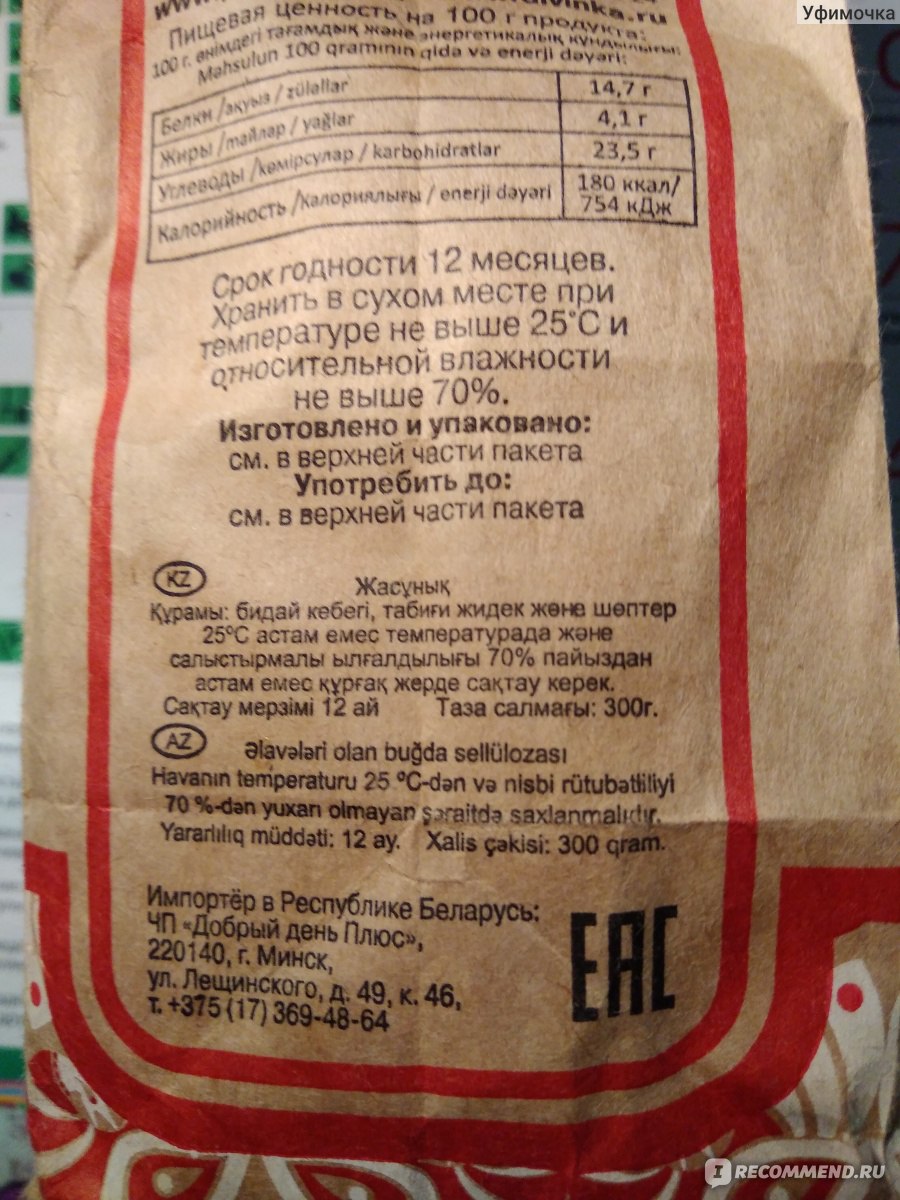 Уфимочка
Пищевая ценность на 100 г продукта:
100 г. өнімдегі тағамдық және энергетикалық құндылығы:
Məhsulun 100 qraminın qida və enerji dəyəri:
Белки /ақуыз / zülallar 14,7 г
Жиры /майлар / yağlar 4,1 г
Углеводы /көмірсулар / karbohidratlar 23,5 г
Калорийность /калориялығы / enerji dəyəri 180 ккал/
754 кДж
Срок годности 12 месяцев.
Хранить в сухом месте при
температуре не выше 25°С и
относительной влажности
не выше 70%.
Изготовлено и упаковано:
см. в верхней части пакета
Употребить до:
см. в верхней части пакета
KZ Жасұнық
Құрамы: бидай кебегі, табиғи жидек және шөптер
25ºС астам емес температурада және
салыстырмалы ылғалдылығы 70% пайыздан
астам емес құрғақ жерде сақтау керек.
Сақтау мерзімі 12 ай Таза салмағы: 300г.
AZ Əlavələri olan buğda sellülozası
Havanın temperaturu 25 ºC-dən və nisbi rütubətliliyi
70 %-dən yuxarı olmayan şəraitdə saxlanmalıdır.
Yararlılıq müddəti: 12 ay. Xalis çəkisi: 300 qram.
Импортёр в Республике Беларусь:
ЧП «Добрый день Плюс»,
220140, г. Минск,
ул. Лещинского, д. 49, к. 46,
т. +375 (17) 369-48-64
EAC
IRECOMMEND.RU